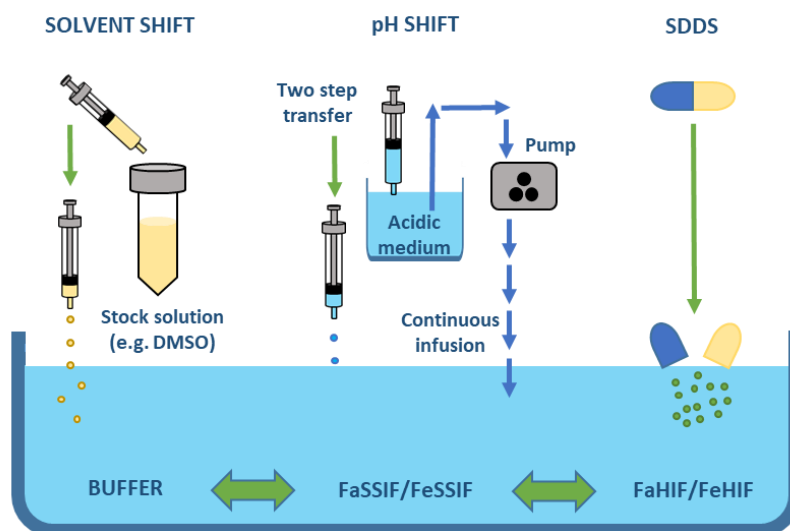 SOLVENT SHIFT
pH SHIFT
SDDS
Two step
transfer
Pump
Acidic
medium
Stock solution
(e.g. DMSO)
Continuous
infusion
BUFFER
FaSSIF/FeSSIF
FaHIF/FeHIF